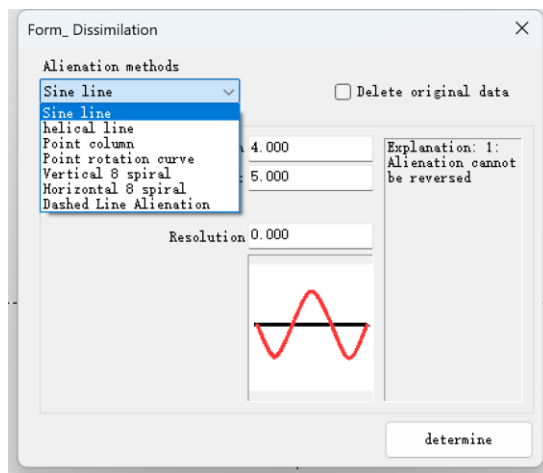 Form_ Dissimilation
Alienation methods
Sine line
Delete original data
Sine line
helical line
Point column
Point rotation curve
Vertical 8 spiral
Horizontal 8 spiral
Dashed Line Alienation
4.000
5.000
Explanation: 1:
Alienation cannot
be reversed
Resolution 0.000
determine